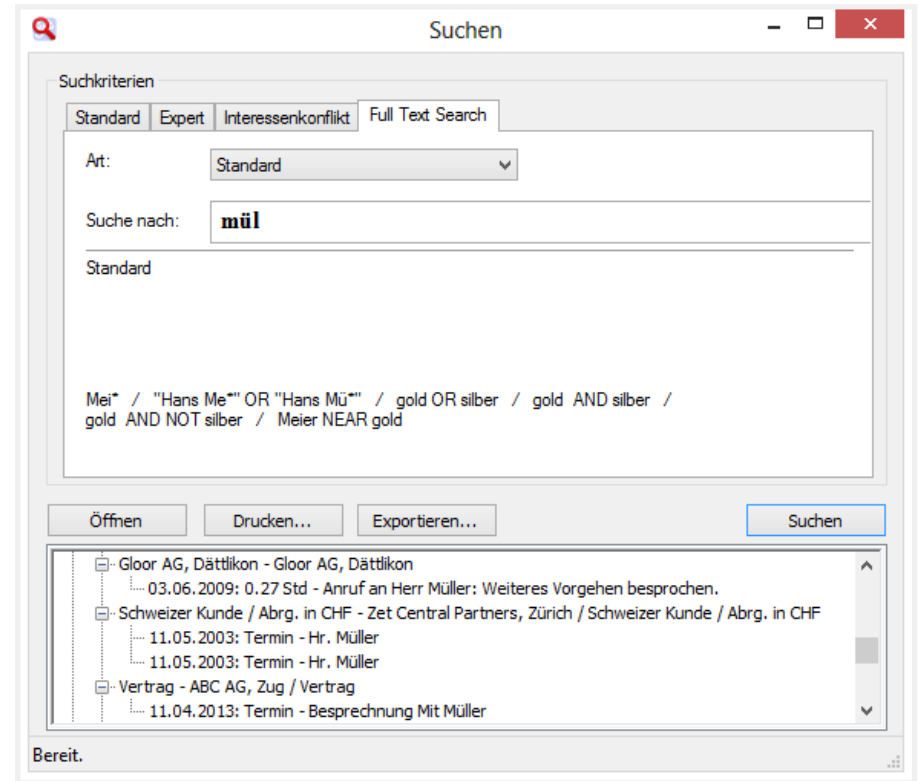 Suchen
Suchkriterien
Standard Expert Interessenkonflikt Full Text Search
Art: Standard
Suche nach: mül
Standard
Mei* / "Hans Me*" OR "Hans Mü*" / gold OR silber / gold AND silber /
gold AND NOT silber / Meier NEAR gold
Öffnen Drucken... Exportieren... Suchen
Gloor AG, Dättlikon - Gloor AG, Dättlikon
03.06.2009: 0.27 Std - Anruf an Herr Müller: Weiteres Vorgehen besprochen.
Schweizer Kunde / Abrg. in CHF - Zet Central Partners, Zürich / Schweizer Kunde / Abrg. in CHF
11.05.2003: Termin - Hr. Müller
11.05.2003: Termin - Hr. Müller
Vertrag - ABC AG, Zug / Vertrag
11.04.2013: Termin - Besprechnung Mit Müller
Bereit.